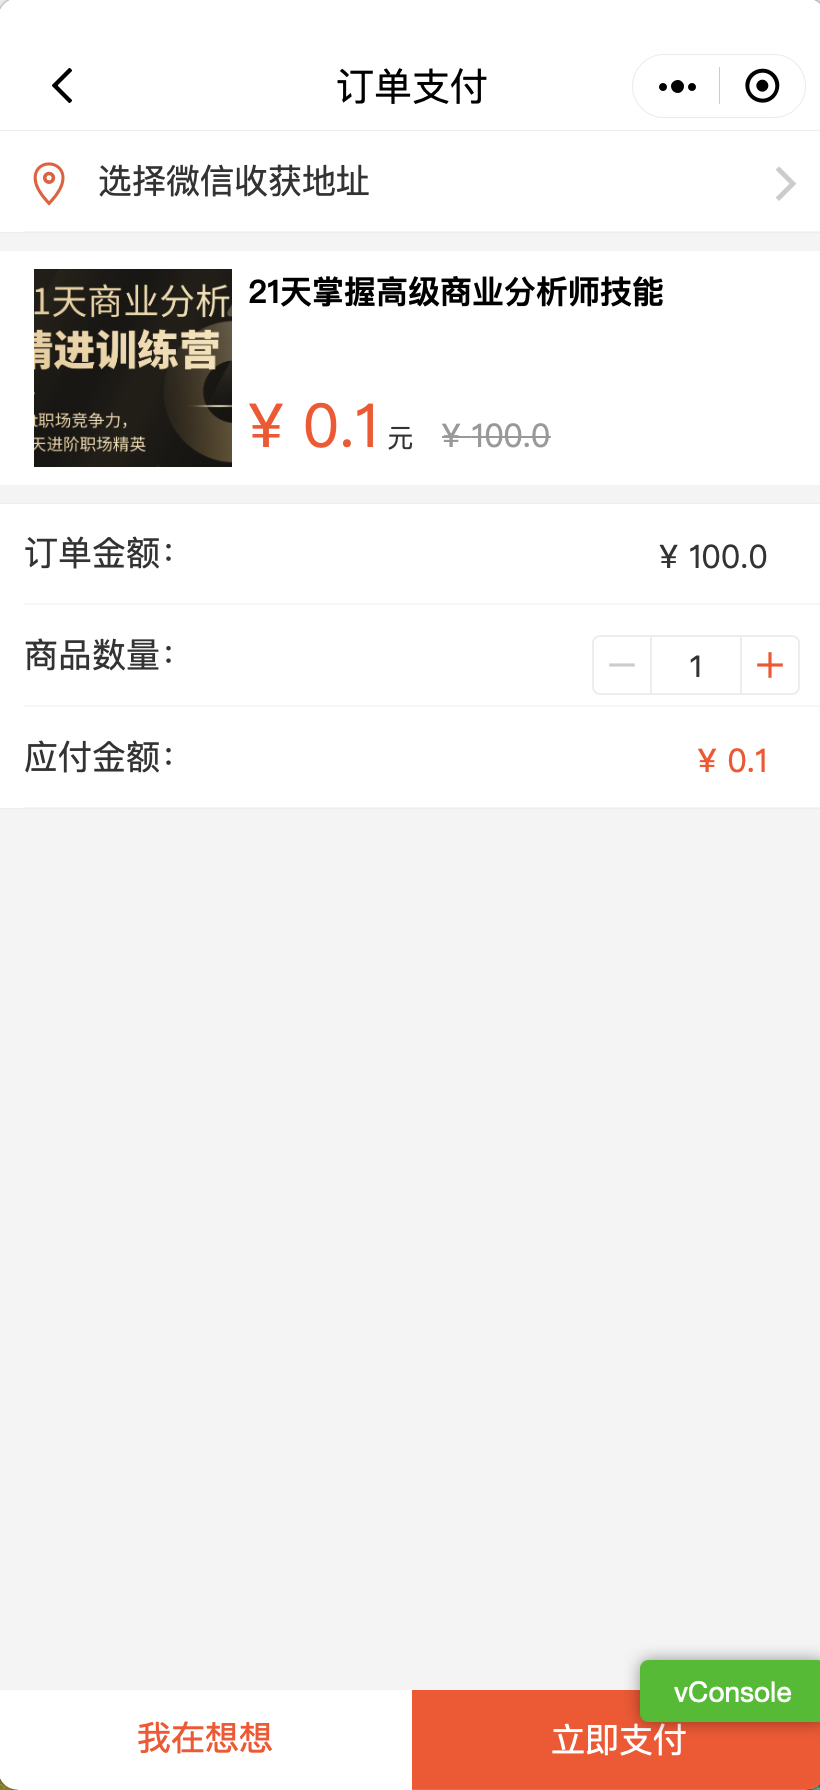 订单支付
选择微信收获地址
1天商业分析
精进训练营
职场竞争力，
天进阶职场精英
21天掌握高级商业分析师技能
¥ 0.1元 ¥ 100.0
订单金额： ¥ 100.0
商品数量： 1
应付金额： ¥ 0.1
vConsole
我在想想 立即支付